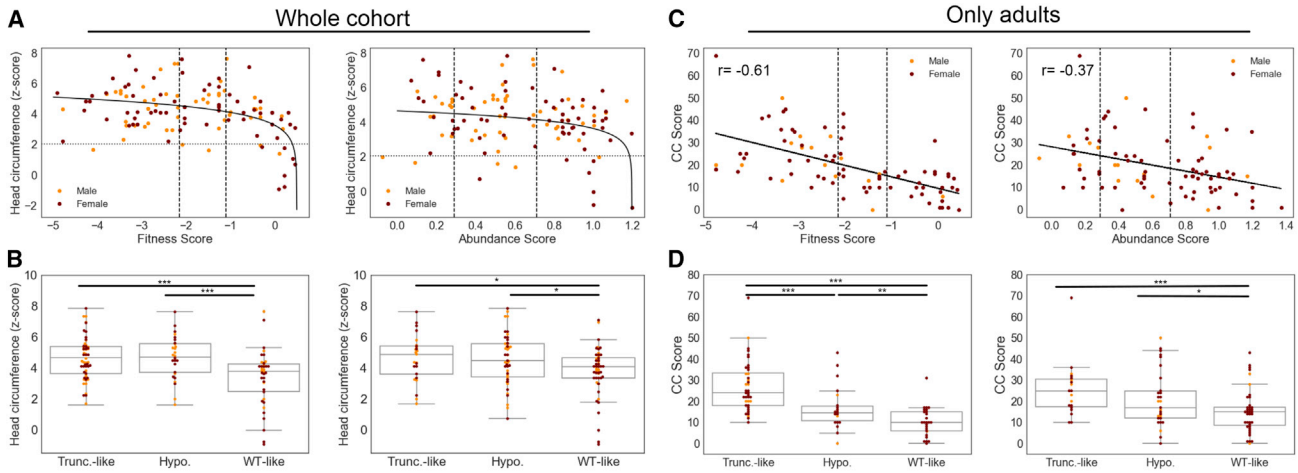 A
Whole cohort
Head circumference (z-score)
8
6
4
2
0
−2
Male
Female
−5
−4
−3
−2
−1
0
Fitness Score
Head circumference (z-score)
8
6
4
2
0
Male
Female
0.0
0.2
0.4
0.6
0.8
1.0
1.2
Abundance Score
C
Only adults
CC Score
70
60
50
40
30
20
10
0
r= -0.61
Male
Female
−5
−4
−3
−2
−1
0
Fitness Score
CC Score
70
60
50
40
30
20
10
0
r= -0.37
Male
Female
0.0
0.2
0.4
0.6
0.8
1.0
1.2
1.4
Abundance Score
B
Head circumference (z-score)
10
8
6
4
2
0
***
***
Trunc.-like
Hypo.
WT-like
Head circumference (z-score)
10
8
6
4
2
0
*
*
Trunc.-like
Hypo.
WT-like
D
CC Score
80
70
60
50
40
30
20
10
0
***
***
**
Trunc.-like
Hypo.
WT-like
CC Score
80
70
60
50
40
30
20
10
0
***
*
Trunc.-like
Hypo.
WT-like